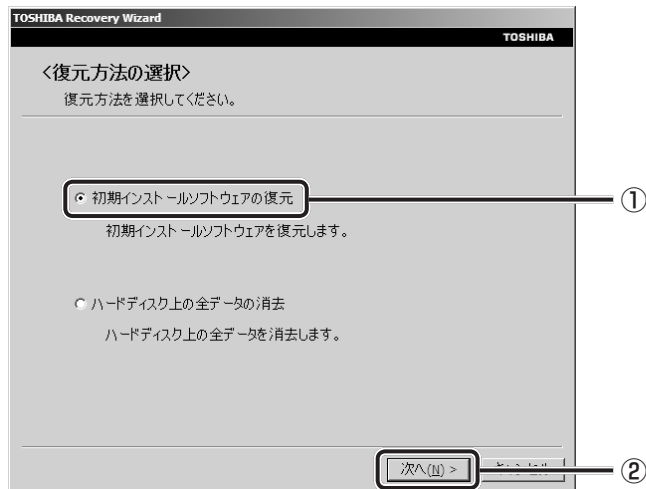 TOSHIBA Recovery Wizard
TOSHIBA
<復元方法の選択>
復元方法を選択してください。
初期インストールソフトウェアの復元
①
初期インストールソフトウェアを復元します。
ハードディスク上の全データの消去
ハードディスク上の全データを消去します。
次へ(N) >
②